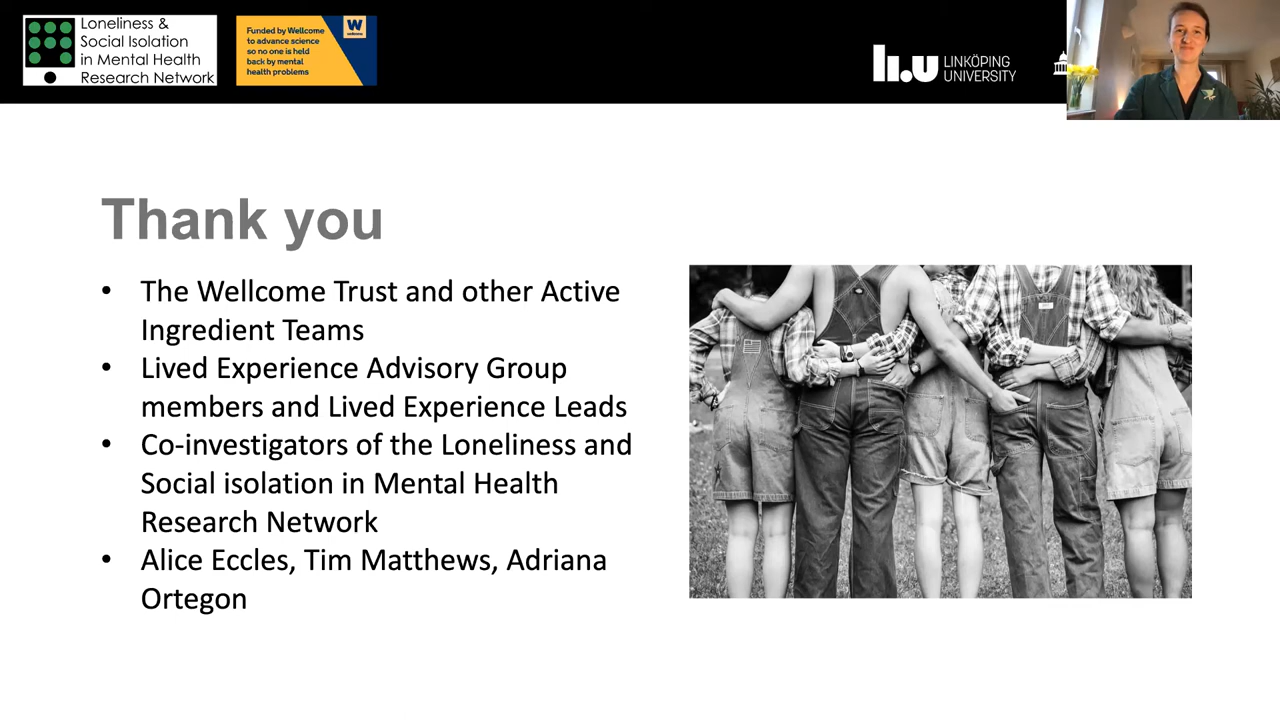 Loneliness &
Social Isolation
in Mental Health
Research Network
Funded by Wellcome
to advance science
so no one is held
back by mental
health problems
W
li.u LINKÖPING
UNIVERSITY
Thank you
• The Wellcome Trust and other Active
Ingredient Teams
• Lived Experience Advisory Group
members and Lived Experience Leads
• Co-investigators of the Loneliness and
Social isolation in Mental Health
Research Network
• Alice Eccles, Tim Matthews, Adriana
Ortegon